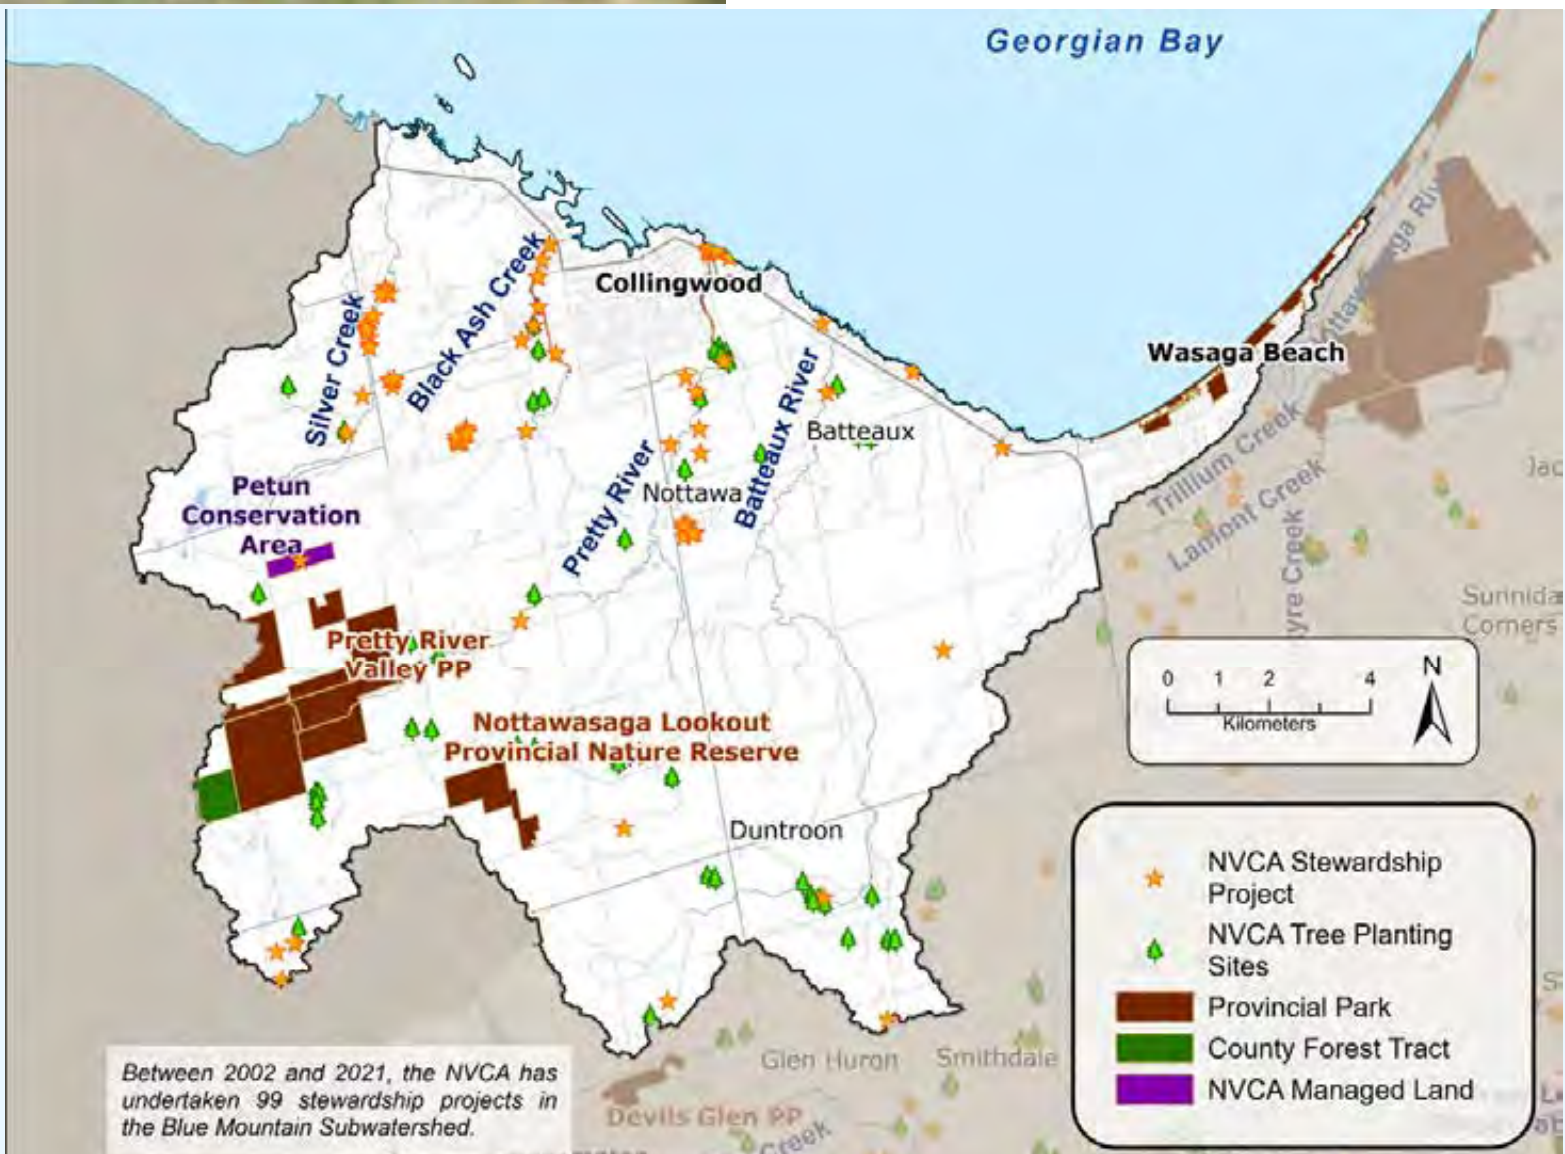 Georgian Bay
Collingwood
Silver Creek
Black Ash Creek
Wasaga Beach
Batteaux River
Batteaux
Pretty River
Nottawa
Petun
Conservation
Area
Trillium Creek
Lamont Creek
Sunnida
Corners
Pretty River
Valley PP
Nottawasaga Lookout
Provincial Nature Reserve
Duntroon
0 1 2 4
Kilometers
N
NVCA Stewardship
Project
NVCA Tree Planting
Sites
Provincial Park
County Forest Tract
NVCA Managed Land
Glen Huron
Smithdale
Devils Glen PP
Creek
Between 2002 and 2021, the NVCA has
undertaken 99 stewardship projects in
the Blue Mountain Subwatershed.